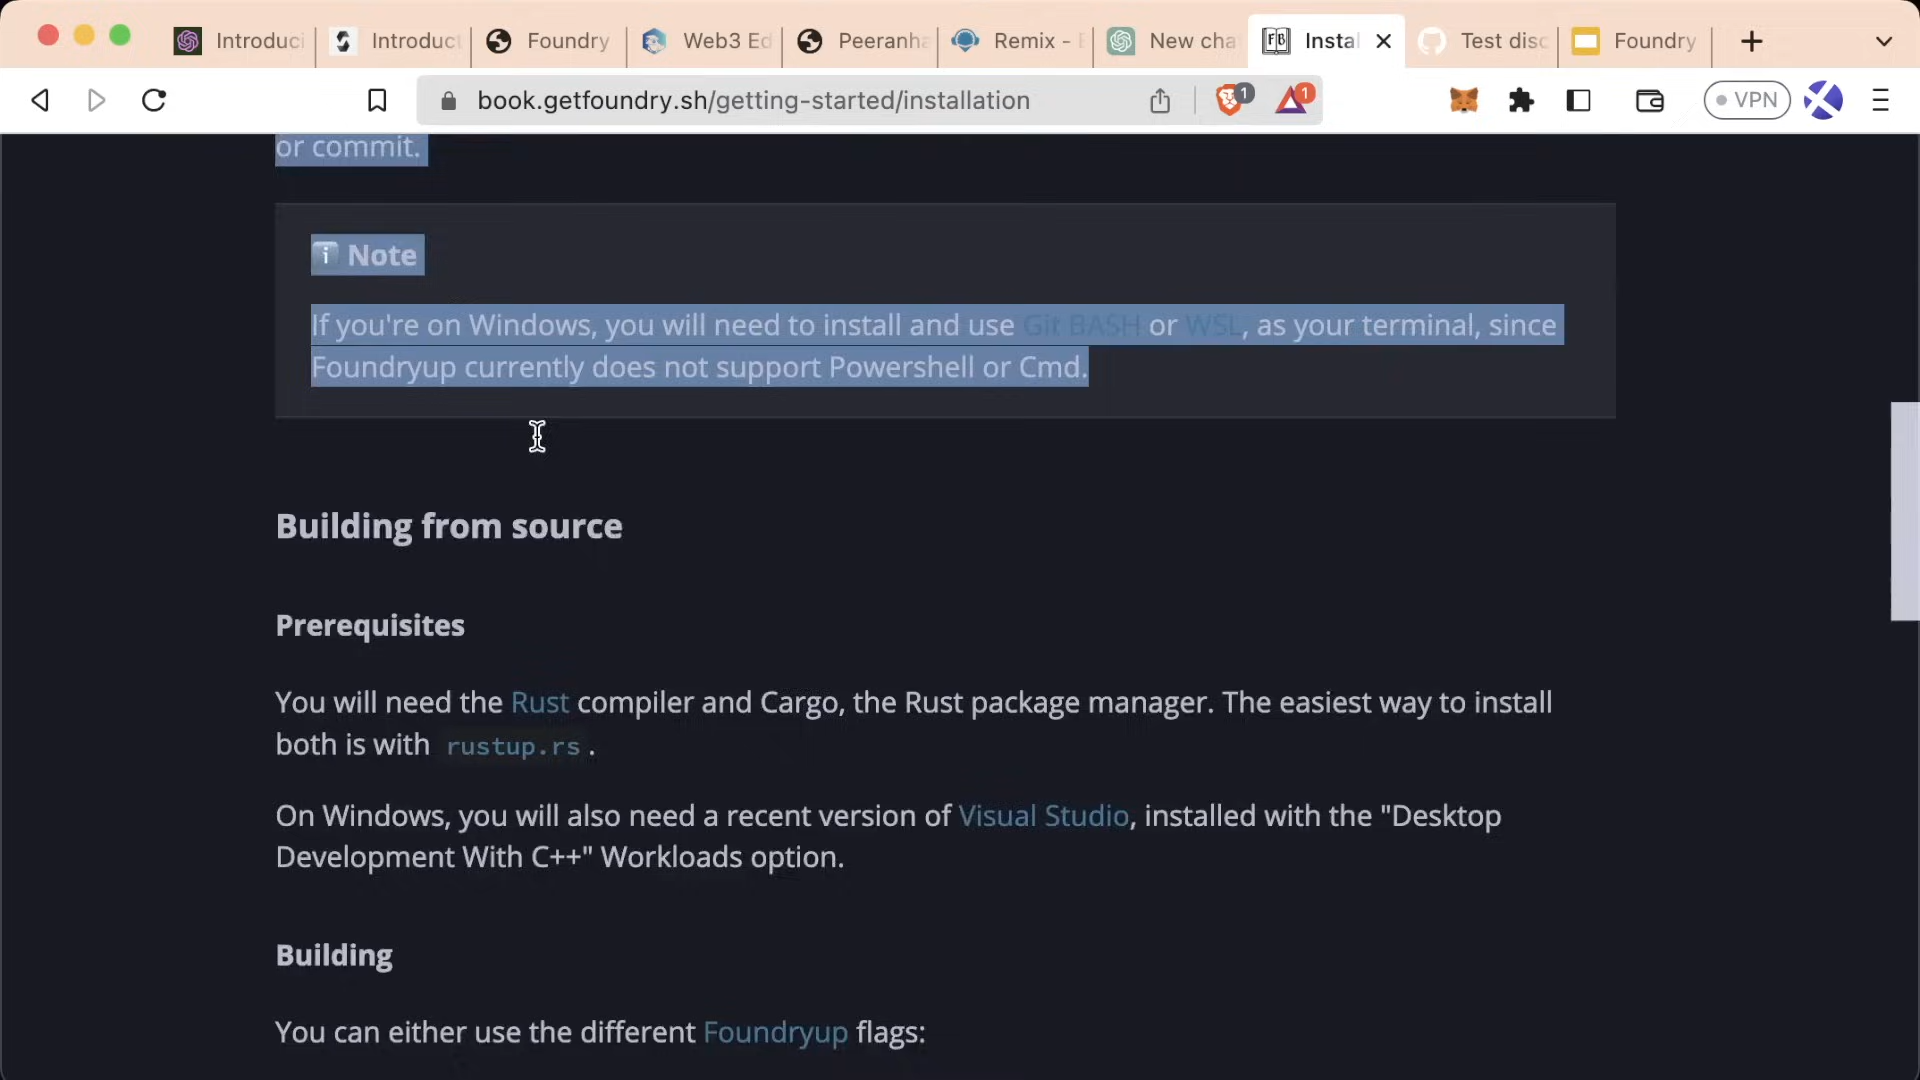 Introduci
Introduct
Foundry
Web3 Ed
Peeranha
Remix - E
New cha
Instal
Test disc
Foundry
book.getfoundry.sh/getting-started/installation
1
1
VPN
or commit.
Note
If you're on Windows, you will need to install and use Git BASH or WSL, as your terminal, since
Foundryup currently does not support Powershell or Cmd.
Building from source
Prerequisites
You will need the Rust compiler and Cargo, the Rust package manager. The easiest way to install
both is with rustup.rs.
On Windows, you will also need a recent version of Visual Studio, installed with the "Desktop
Development With C++" Workloads option.
Building
You can either use the different Foundryup flags: